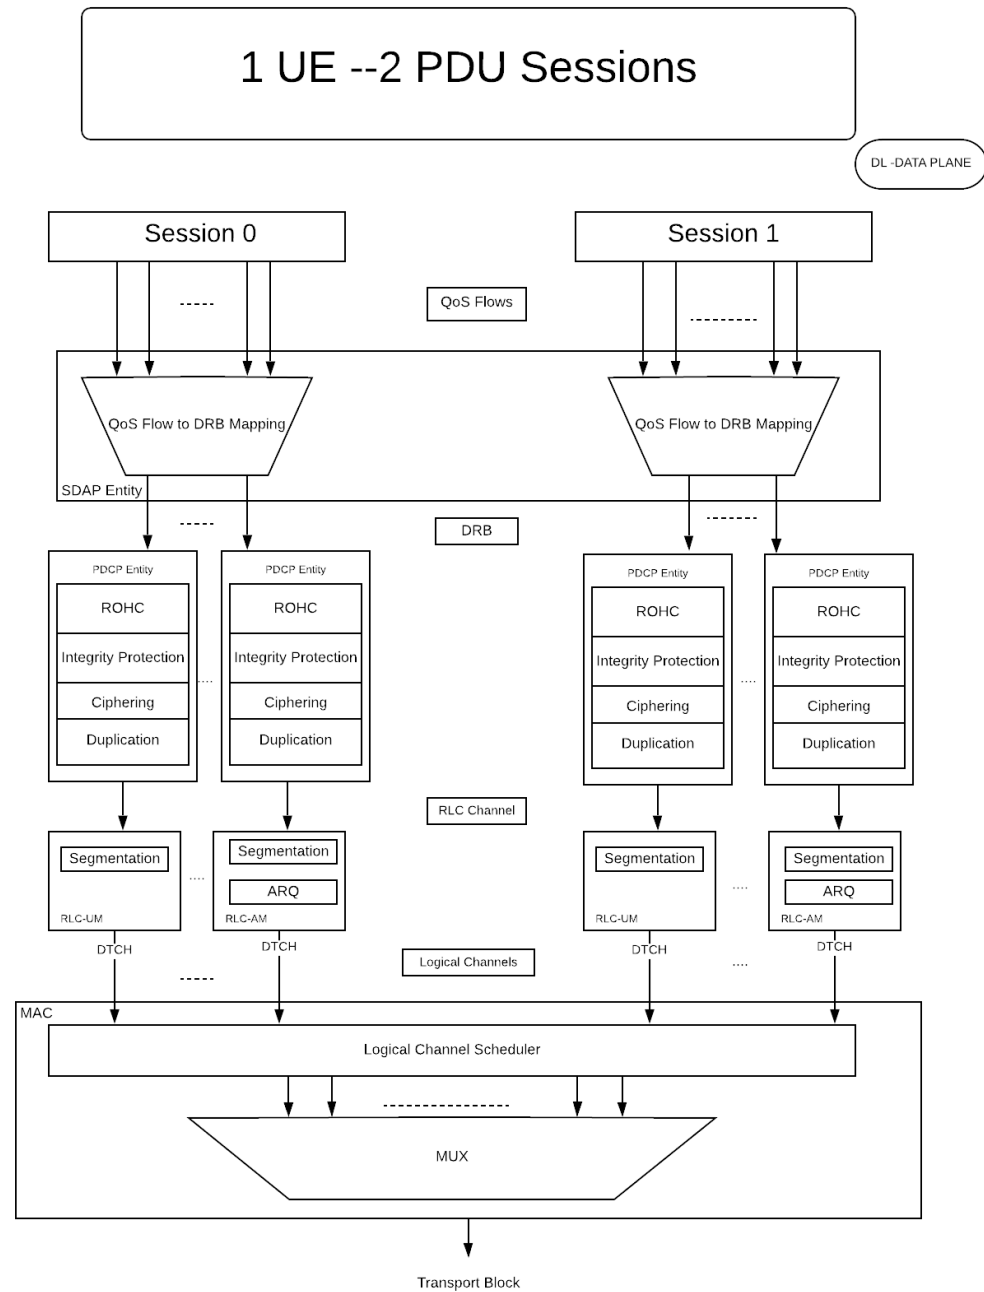 1 UE --2 PDU Sessions
DL -DATA PLANE
Session 0
Session 1
QoS Flows
QoS Flow to DRB Mapping
QoS Flow to DRB Mapping
SDAP Entity
DRB
PDCP Entity
ROHC
Integrity Protection
Ciphering
Duplication
PDCP Entity
ROHC
Integrity Protection
Ciphering
Duplication
PDCP Entity
ROHC
Integrity Protection
Ciphering
Duplication
PDCP Entity
ROHC
Integrity Protection
Ciphering
Duplication
RLC Channel
Segmentation
RLC-UM
Segmentation
ARQ
RLC-AM
Segmentation
RLC-UM
Segmentation
ARQ
RLC-AM
DTCH
DTCH
DTCH
DTCH
Logical Channels
MAC
Logical Channel Scheduler
MUX
Transport Block